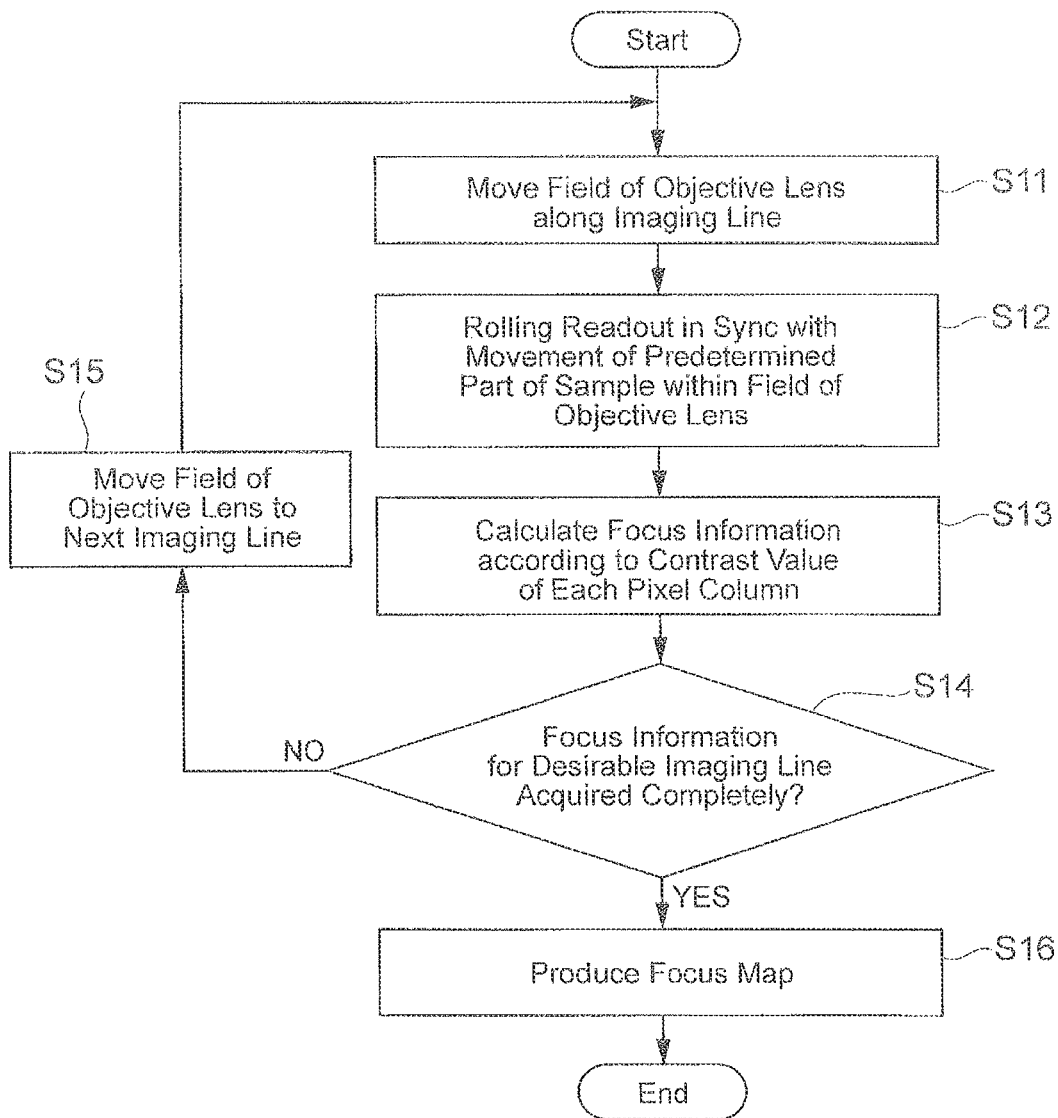 Start
Move Field of Objective Lens
along Imaging Line
S11
Rolling Readout in Sync with
Movement of Predetermined
Part of Sample within Field of
Objective Lens
S12
S15
Move Field of
Objective Lens to
Next Imaging Line
Calculate Focus Information
according to Contrast Value
of Each Pixel Column
S13
S14
Focus Information
for Desirable Imaging Line
Acquired Completely?
NO
YES
Produce Focus Map
S16
End